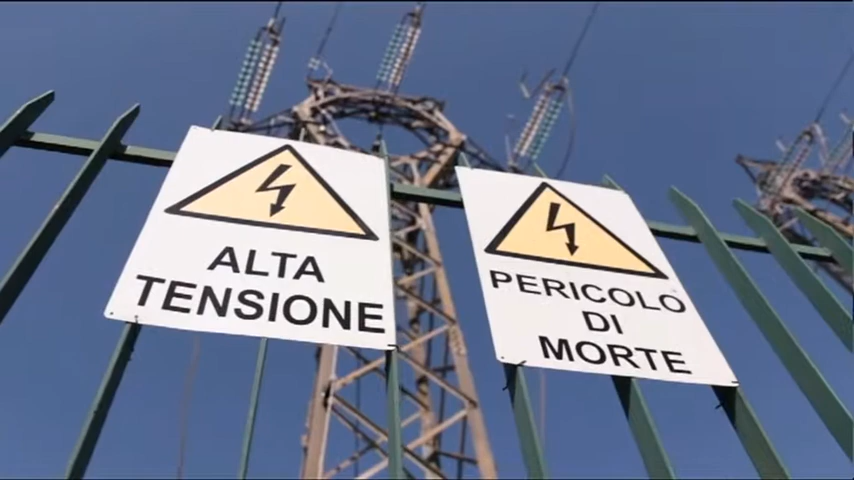 ALTA
TENSIONE
PERICOLO
DI
MORTE